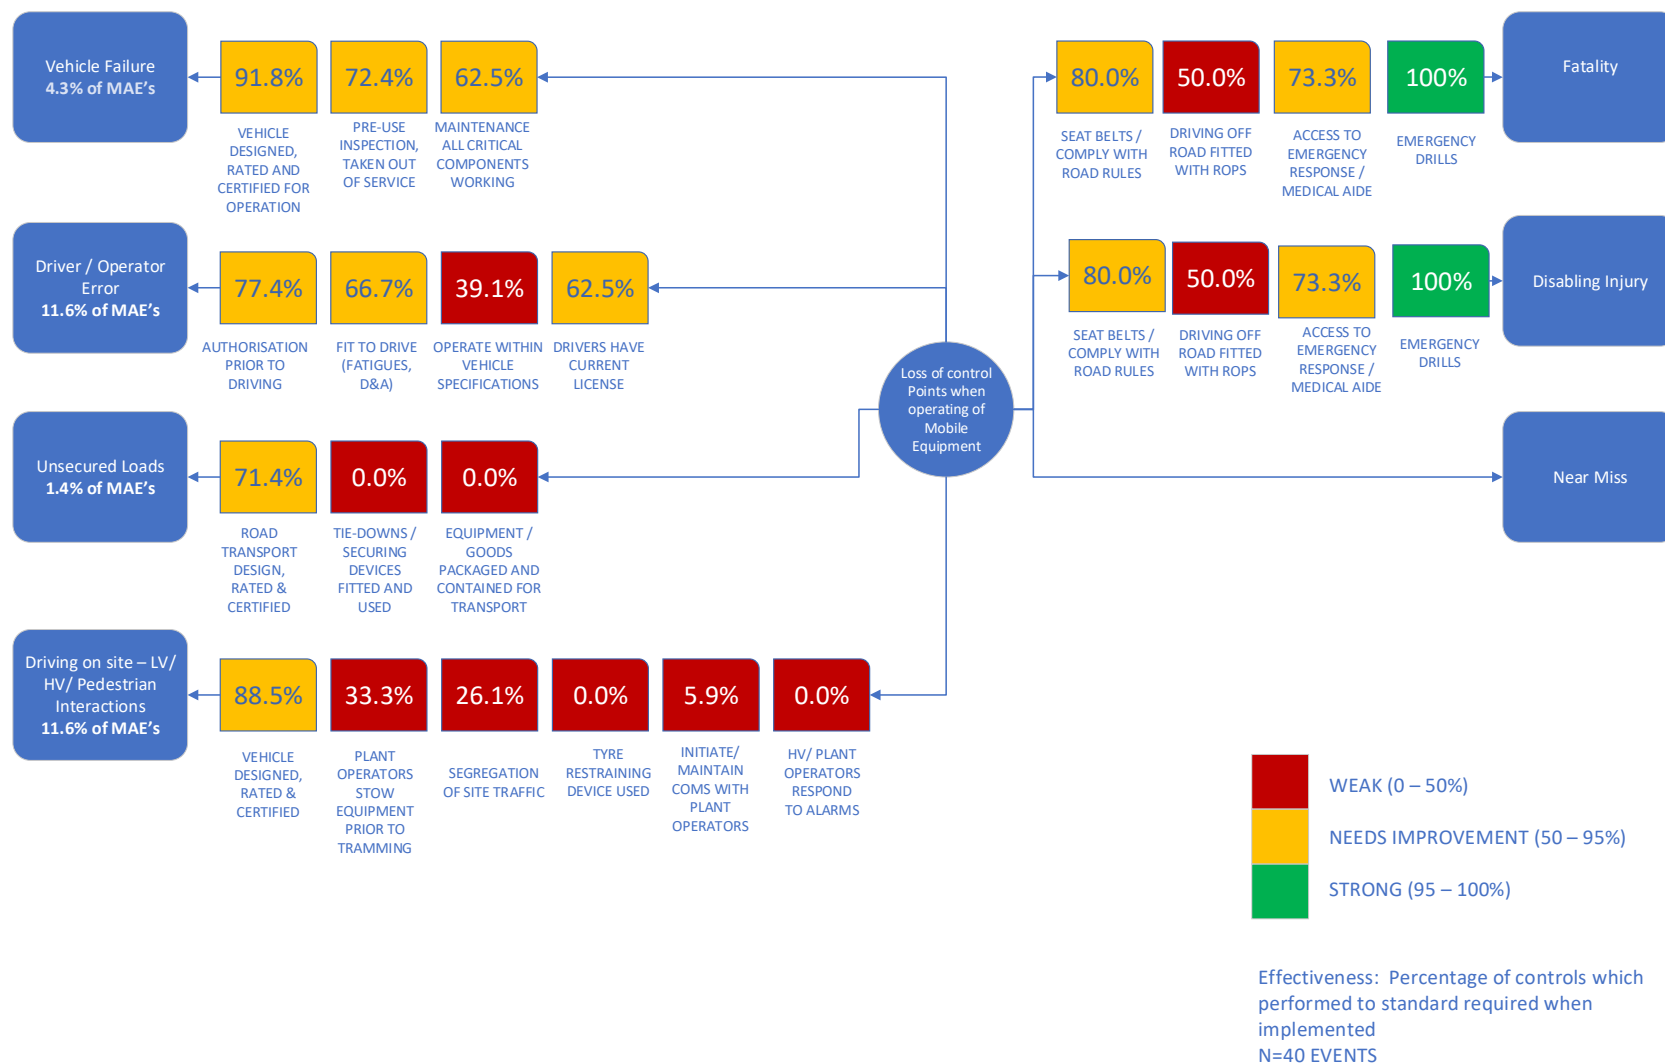 Vehicle Failure
4.3% of MAE's
91.8%
VEHICLE
DESIGNED,
RATED AND
CERTIFIED FOR
OPERATION
72.4%
PRE-USE
INSPECTION,
TAKEN OUT
OF SERVICE
62.5%
MAINTENANCE
ALL CRITICAL
COMPONENTS
WORKING
Driver / Operator
Error
11.6% of MAE's
77.4%
AUTHORISATION
PRIOR TO
DRIVING
66.7%
FIT TO DRIVE
(FATIGUES,
D&A)
39.1%
OPERATE WITHIN
VEHICLE
SPECIFICATIONS
62.5%
DRIVERS HAVE
CURRENT
LICENSE
Unsecured Loads
1.4% of MAE's
71.4%
ROAD
TRANSPORT
DESIGN,
RATED &
CERTIFIED
0.0%
TIE-DOWNS /
SECURING
DEVICES
FITTED AND
USED
0.0%
EQUIPMENT /
GOODS
PACKAGED AND
CONTAINED FOR
TRANSPORT
Driving on site – LV/
HV/ Pedestrian
Interactions
11.6% of MAE's
88.5%
VEHICLE
DESIGNED,
RATED &
CERTIFIED
33.3%
PLANT
OPERATORS
STOW
EQUIPMENT
PRIOR TO
TRAMMING
26.1%
SEGREGATION
OF SITE TRAFFIC
0.0%
TYRE
RESTRAINING
DEVICE USED
5.9%
INITIATE/
MAINTAIN
COMS WITH
PLANT
OPERATORS
0.0%
HV/ PLANT
OPERATORS
RESPOND
TO ALARMS
Loss of control
Points when
operating of
Mobile
Equipment
80.0%
SEAT BELTS /
COMPLY WITH
ROAD RULES
50.0%
DRIVING OFF
ROAD FITTED
WITH ROPS
73.3%
ACCESS TO
EMERGENCY
RESPONSE /
MEDICAL AIDE
100%
EMERGENCY
DRILLS
Fatality
80.0%
SEAT BELTS /
COMPLY WITH
ROAD RULES
50.0%
DRIVING OFF
ROAD FITTED
WITH ROPS
73.3%
ACCESS TO
EMERGENCY
RESPONSE /
MEDICAL AIDE
100%
EMERGENCY
DRILLS
Disabling Injury
Near Miss
WEAK (0 – 50%)
NEEDS IMPROVEMENT (50 – 95%)
STRONG (95 – 100%)
Effectiveness: Percentage of controls which
performed to standard required when
implemented
N=40 EVENTS